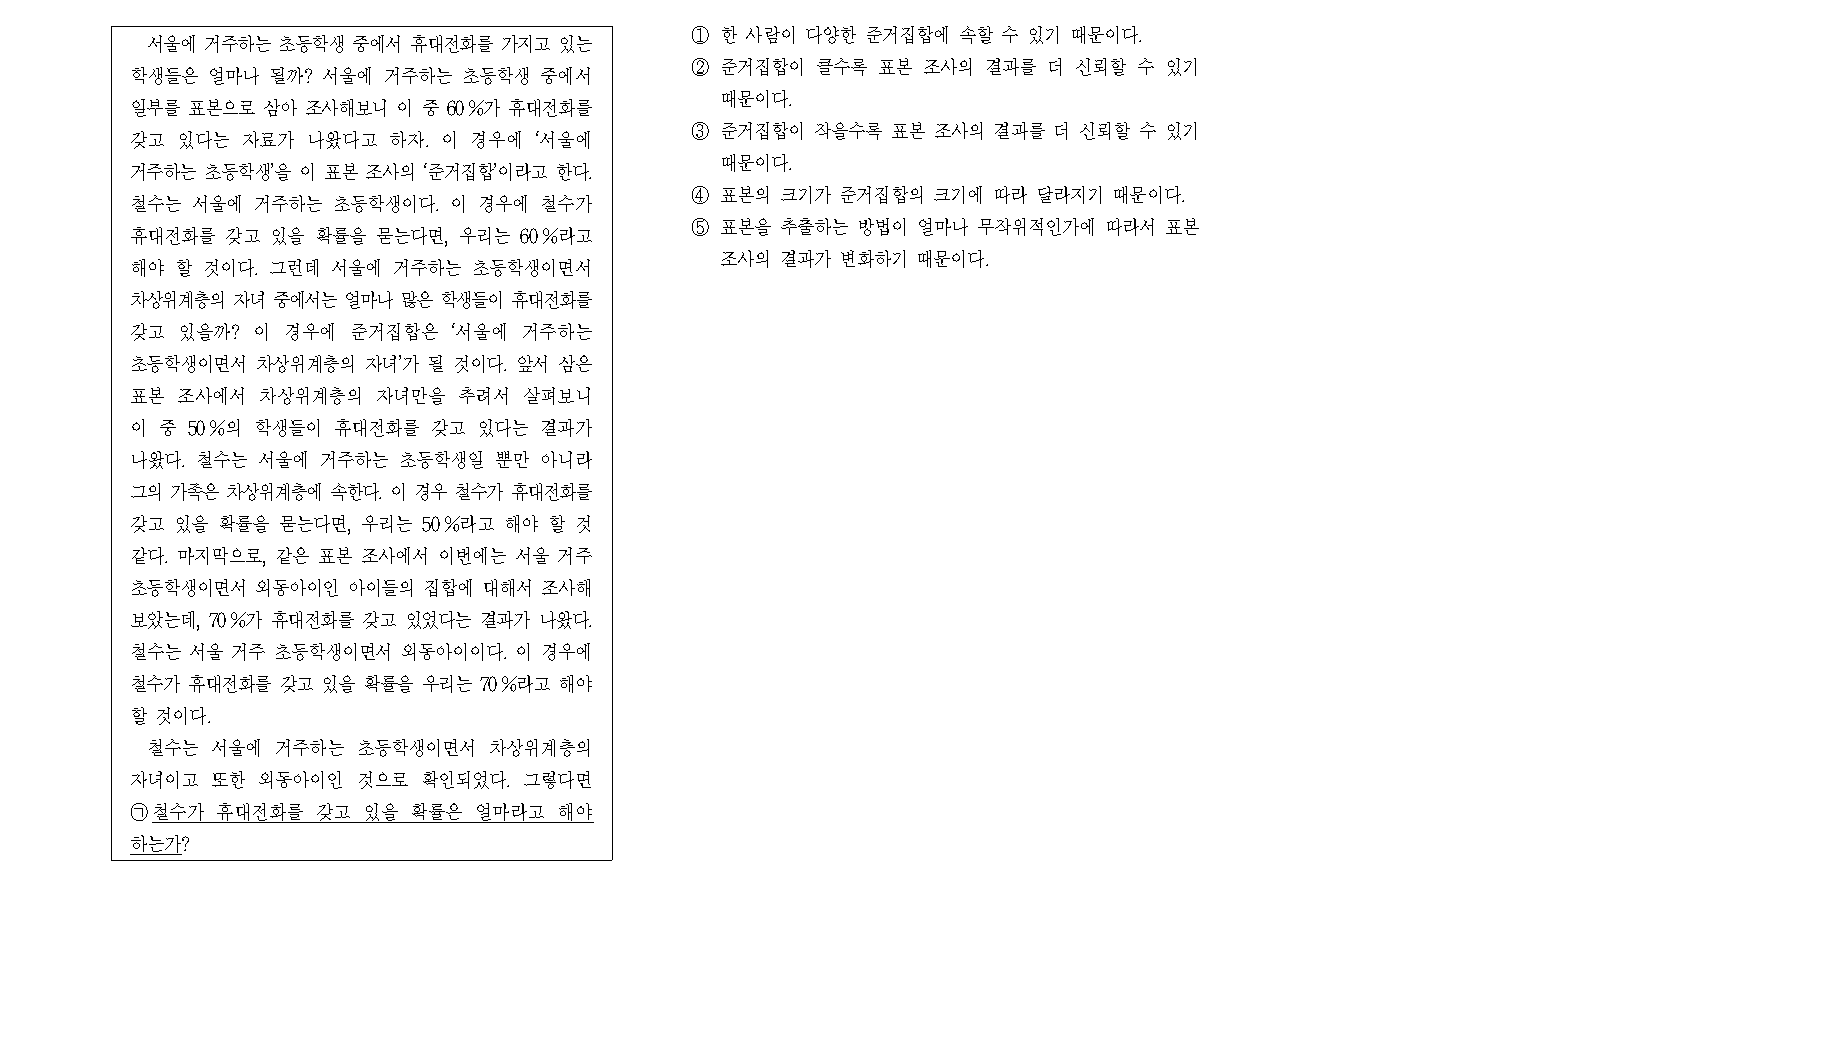 서울에 거주하는 초등학생 중에서 휴대전화를 가지고 있는
학생들은 얼마나 될까? 서울에 거주하는 초등학생 중에서
일부를 표본으로 삼아 조사해보니 이 중 60%가 휴대전화를
갖고 있다는 자료가 나왔다고 하자. 이 경우에 ‘서울에
거주하는 초등학생’을 이 표본 조사의 ‘준거집합’이라고 한다.
철수는 서울에 거주하는 초등학생이다. 이 경우에 철수가
휴대전화를 갖고 있을 확률을 묻는다면, 우리는 60%라고
해야 할 것이다. 그런데 서울에 거주하는 초등학생이면서
차상위계층의 자녀 중에서는 얼마나 많은 학생들이 휴대전화를
갖고 있을까? 이 경우에 준거집합은 ‘서울에 거주하는
초등학생이면서 차상위계층의 자녀’가 될 것이다. 앞서 삼은
표본 조사에서 차상위계층의 자녀만을 추려서 살펴보니
이 중 50%의 학생들이 휴대전화를 갖고 있다는 결과가
나왔다. 철수는 서울에 거주하는 초등학생일 뿐만 아니라
그의 가족은 차상위계층에 속한다. 이 경우 철수가 휴대전화를
갖고 있을 확률을 묻는다면, 우리는 50%라고 해야 할 것
같다. 마지막으로, 같은 표본 조사에서 이번에는 서울 거주
초등학생이면서 외동아이인 아이들의 집합에 대해서 조사해
보았는데, 70%가 휴대전화를 갖고 있었다는 결과가 나왔다.
철수는 서울 거주 초등학생이면서 외동아이이다. 이 경우에
철수가 휴대전화를 갖고 있을 확률을 우리는 70%라고 해야
할 것이다.
철수는 서울에 거주하는 초등학생이면서 차상위계층의
자녀이고 또한 외동아이인 것으로 확인되었다. 그렇다면
㉠철수가 휴대전화를 갖고 있을 확률은 얼마라고 해야
하는가?
① 한 사람이 다양한 준거집합에 속할 수 있기 때문이다.
② 준거집합이 클수록 표본 조사의 결과를 더 신뢰할 수 있기
때문이다.
③ 준거집합이 작을수록 표본 조사의 결과를 더 신뢰할 수 있기
때문이다.
④ 표본의 크기가 준거집합의 크기에 따라 달라지기 때문이다.
⑤ 표본을 추출하는 방법이 얼마나 무작위적인가에 따라서 표본
조사의 결과가 변화하기 때문이다.